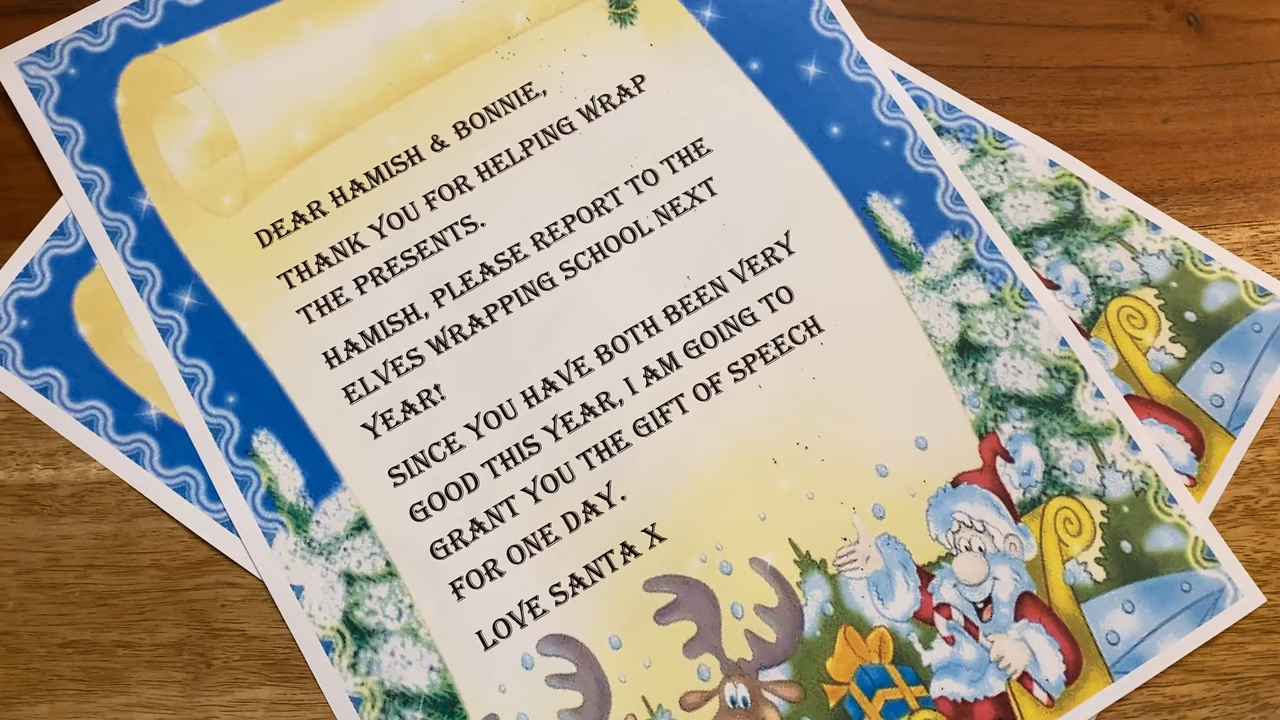 DEAR HAMISH & BONNIE,
THANK YOU FOR HELPING WRAP
THE PRESENTS.
HAMISH, PLEASE REPORT TO THE
ELVES WRAPPING SCHOOL NEXT
YEAR!
SINCE YOU HAVE BOTH BEEN VERY
GOOD THIS YEAR, I AM GOING TO
GRANT YOU THE GIFT OF SPEECH
FOR ONE DAY.
LOVE SANTA X